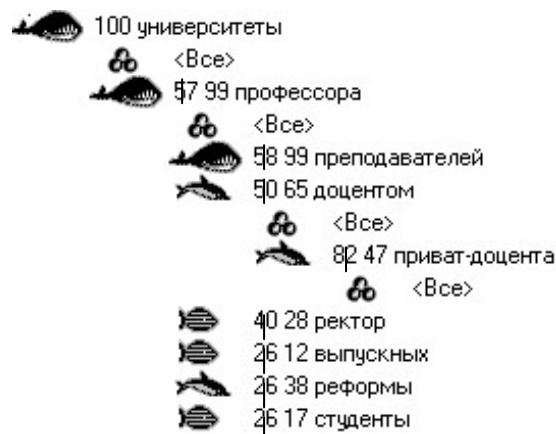 100 университеты
<Все>
57 99 профессора
<Все>
58 99 преподавателей
50 65 доцентом
<Все>
82 47 приват-доцента
<Все>
40 28 ректор
26 12 выпускных
26 38 реформы
26 17 студенты